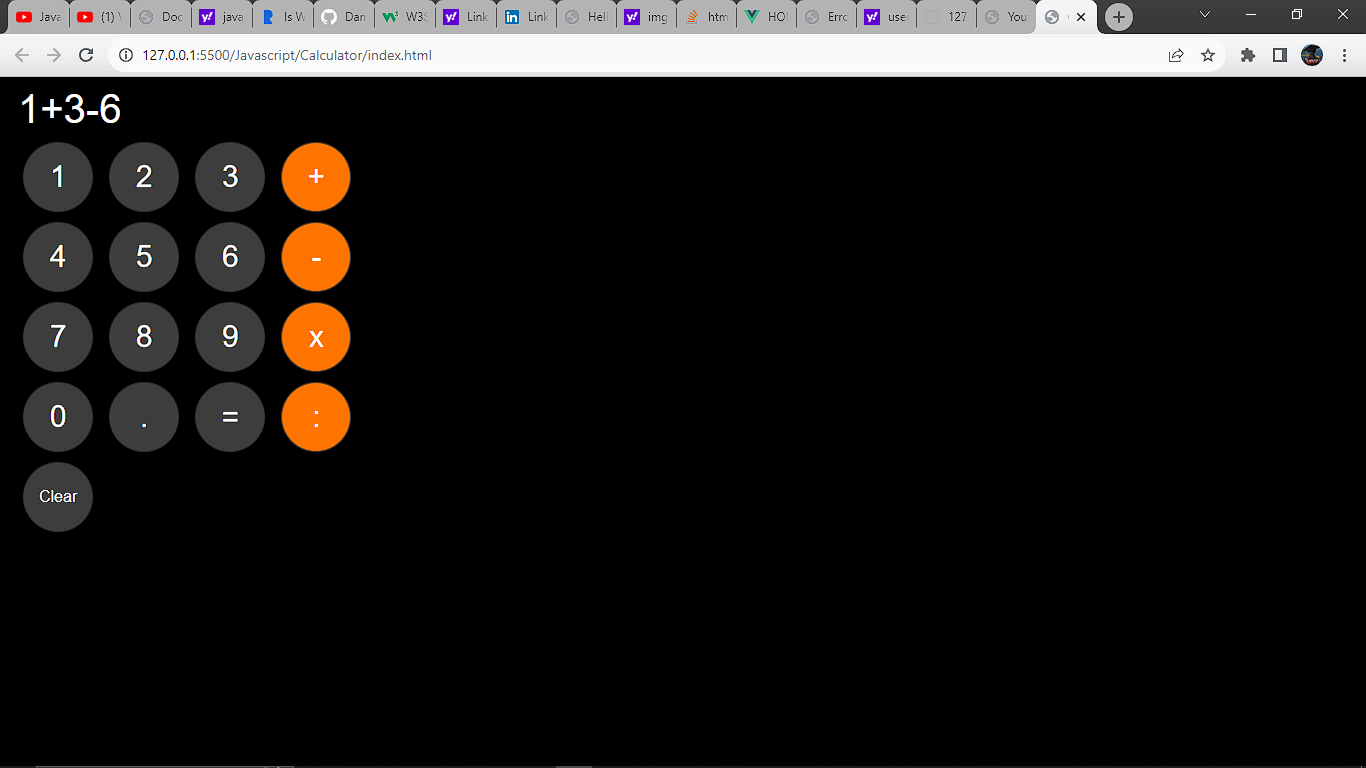 Java (1) Doc java Is W Dan W3S Link Link Hell img htm HOI Erro use 127 You
127.0.0.1:5500/Javascript/Calculator/index.html
1+3-6
1 2 3 +
4 5 6 -
7 8 9 x
0 . = :
Clear